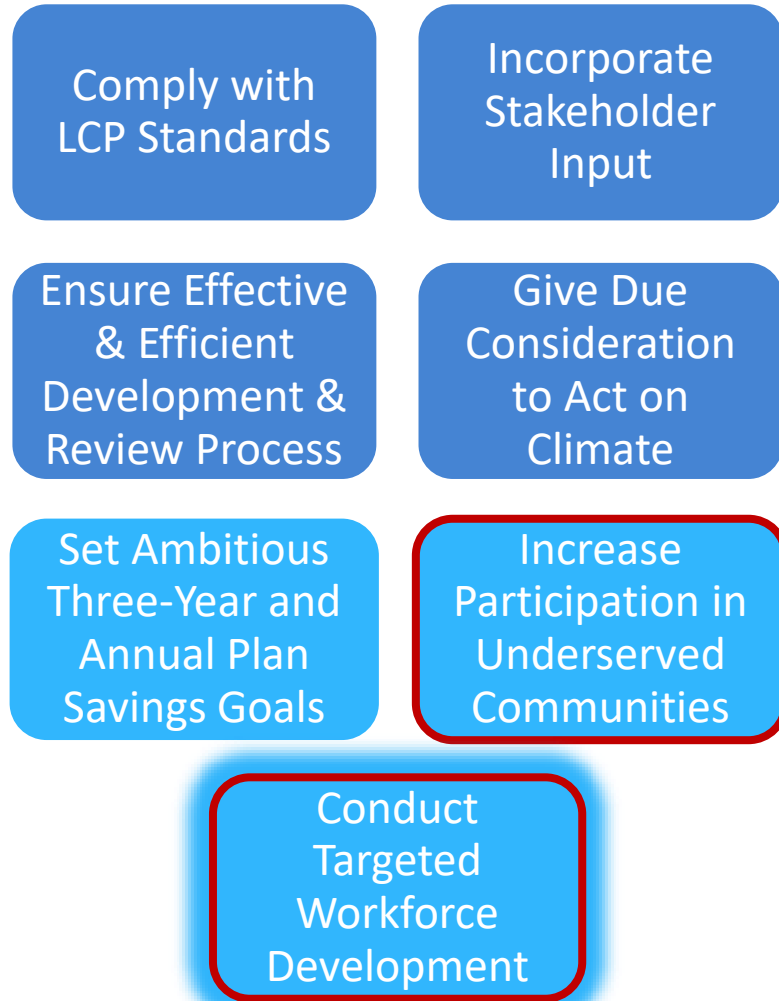 Comply with
LCP Standards
Incorporate
Stakeholder
Input
Ensure Effective
& Efficient
Development &
Review Process
Give Due
Consideration
to Act on
Climate
Set Ambitious
Three-Year and
Annual Plan
Savings Goals
Increase
Participation in
Underserved
Communities
Conduct
Targeted
Workforce
Development